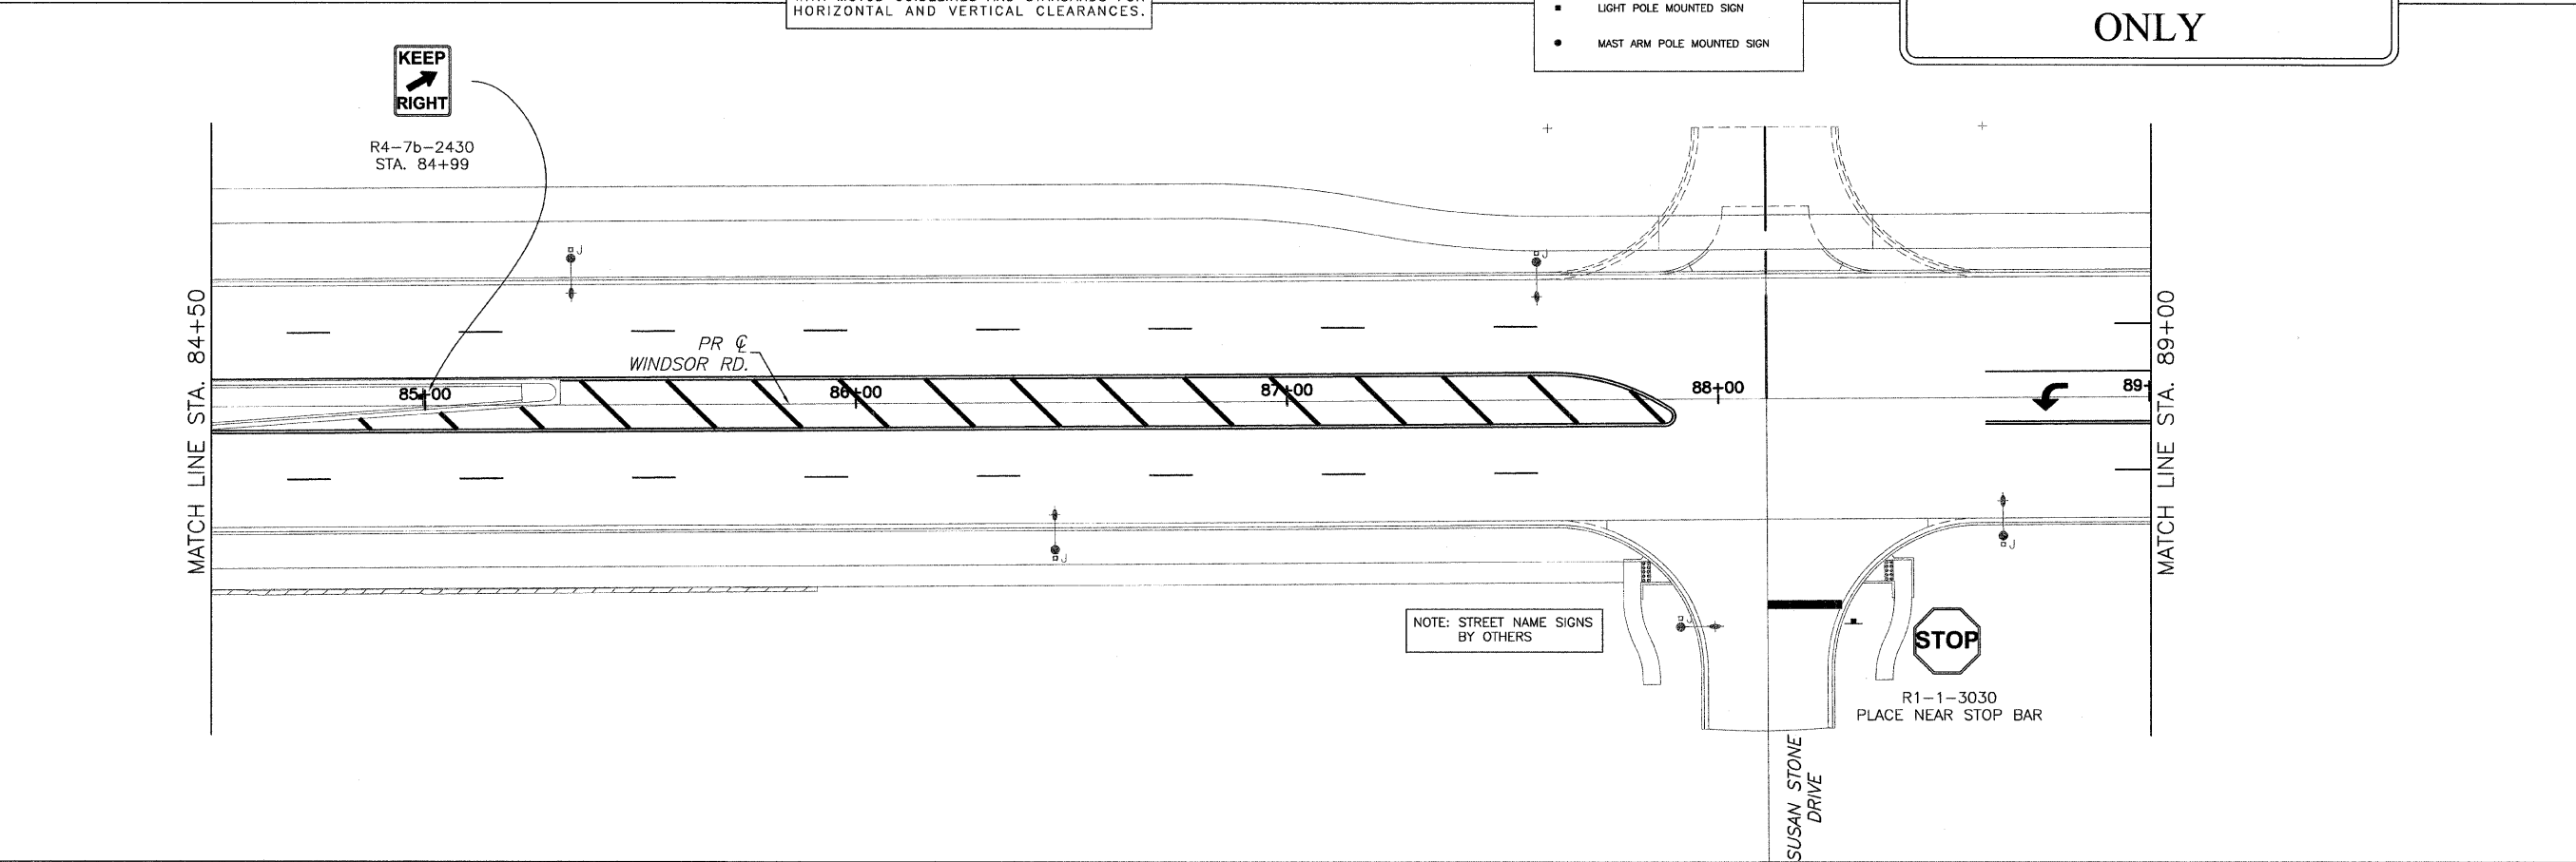 HORIZONTAL AND VERTICAL CLEARANCES.
LIGHT POLE MOUNTED SIGN
MAST ARM POLE MOUNTED SIGN
ONLY
KEEP
RIGHT
R4-7b-2430
STA. 84+99
MATCH LINE STA. 84+50
J
J
PR ℄
WINDSOR RD.
85+00
86+00
87+00
88+00
89+
MATCH LINE STA. 89+00
J
J
NOTE: STREET NAME SIGNS
BY OTHERS
J
STOP
R1-1-3030
PLACE NEAR STOP BAR
SUSAN STONE
DRIVE